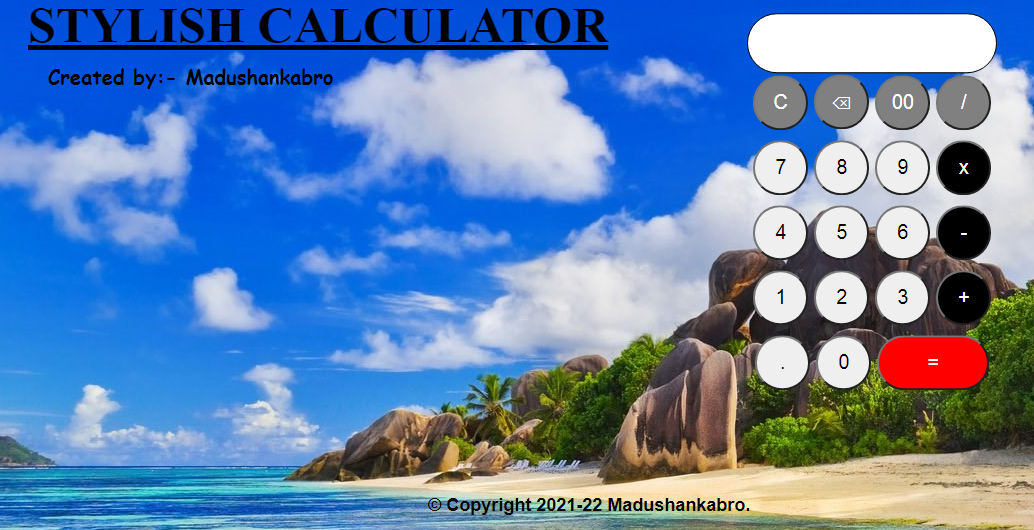 STYLISH CALCULATOR
Created by:- Madushankabro
C ⌫ 00 /
7 8 9 x
4 5 6 -
1 2 3 +
. 0 =
© Copyright 2021-22 Madushankabro.